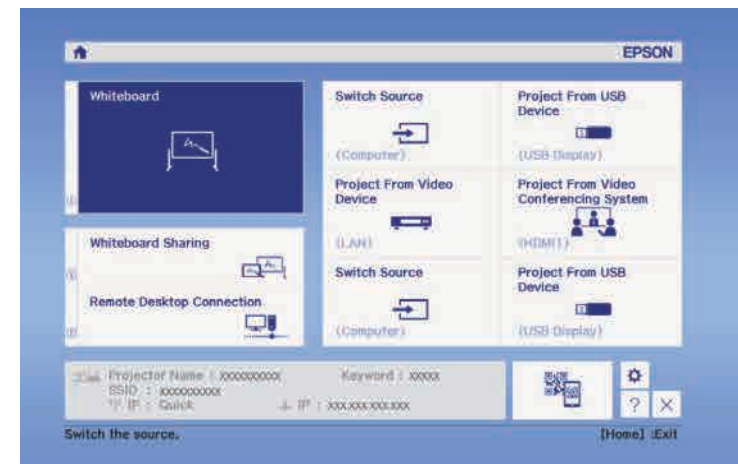 EPSON
Whiteboard
Switch Source
(Computer)
Project From USB
Device
(USB Display)
Project From Video
Device
(LAN)
Project From Video
Conferencing System
(HDMI1)
Whiteboard Sharing
Remote Desktop Connection
Switch Source
(Computer)
Project From USB
Device
(USB Display)
Projector Name : XXXXXXXXXX Keyword : XXXXX
SSID : XXXXXXXXXX
IP : Quick IP : XXX.XXX.XXX.XXX
?
Switch the source.
[Home] :Exit